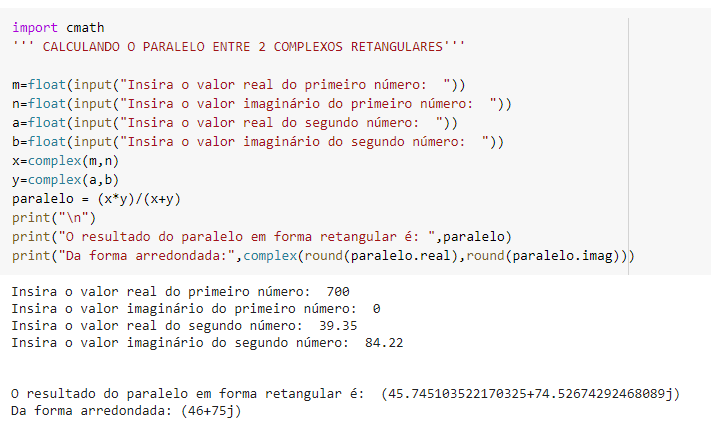 import cmath
''' CALCULANDO O PARALELO ENTRE 2 COMPLEXOS RETANGULARES'''
m=float(input("Insira o valor real do primeiro número:  "))
n=float(input("Insira o valor imaginário do primeiro número:  "))
a=float(input("Insira o valor real do segundo número:  "))
b=float(input("Insira o valor imaginário do segundo número:  "))
x=complex(m,n)
y=complex(a,b)
paralelo = (x*y)/(x+y)
print("\n")
print("O resultado do paralelo em forma retangular é: ",paralelo)
print("Da forma arredondada:",complex(round(paralelo.real),round(paralelo.imag)))
Insira o valor real do primeiro número:  700
Insira o valor imaginário do primeiro número:  0
Insira o valor real do segundo número:  39.35
Insira o valor imaginário do segundo número:  84.22
O resultado do paralelo em forma retangular é:  (45.745103522170325+74.52674292468089j)
Da forma arredondada: (46+75j)